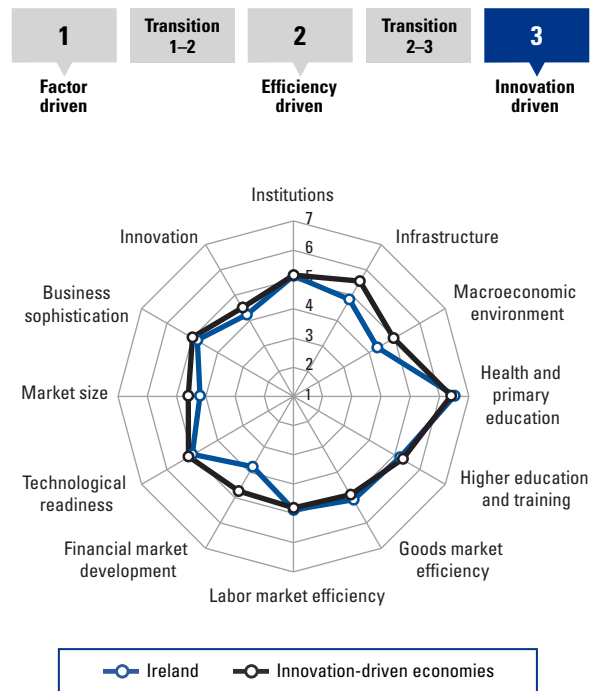 1
Transition
1–2
2
Transition
2–3
3
Factor
driven
Efficiency
driven
Innovation
driven
Institutions
7
6
5
4
3
2
1
Innovation
Infrastructure
Business
sophistication
Macroeconomic
environment
Market size
Health and
primary
education
Technological
readiness
Higher education
and training
Financial market
development
Goods market
efficiency
Labor market efficiency
Ireland
Innovation-driven economies